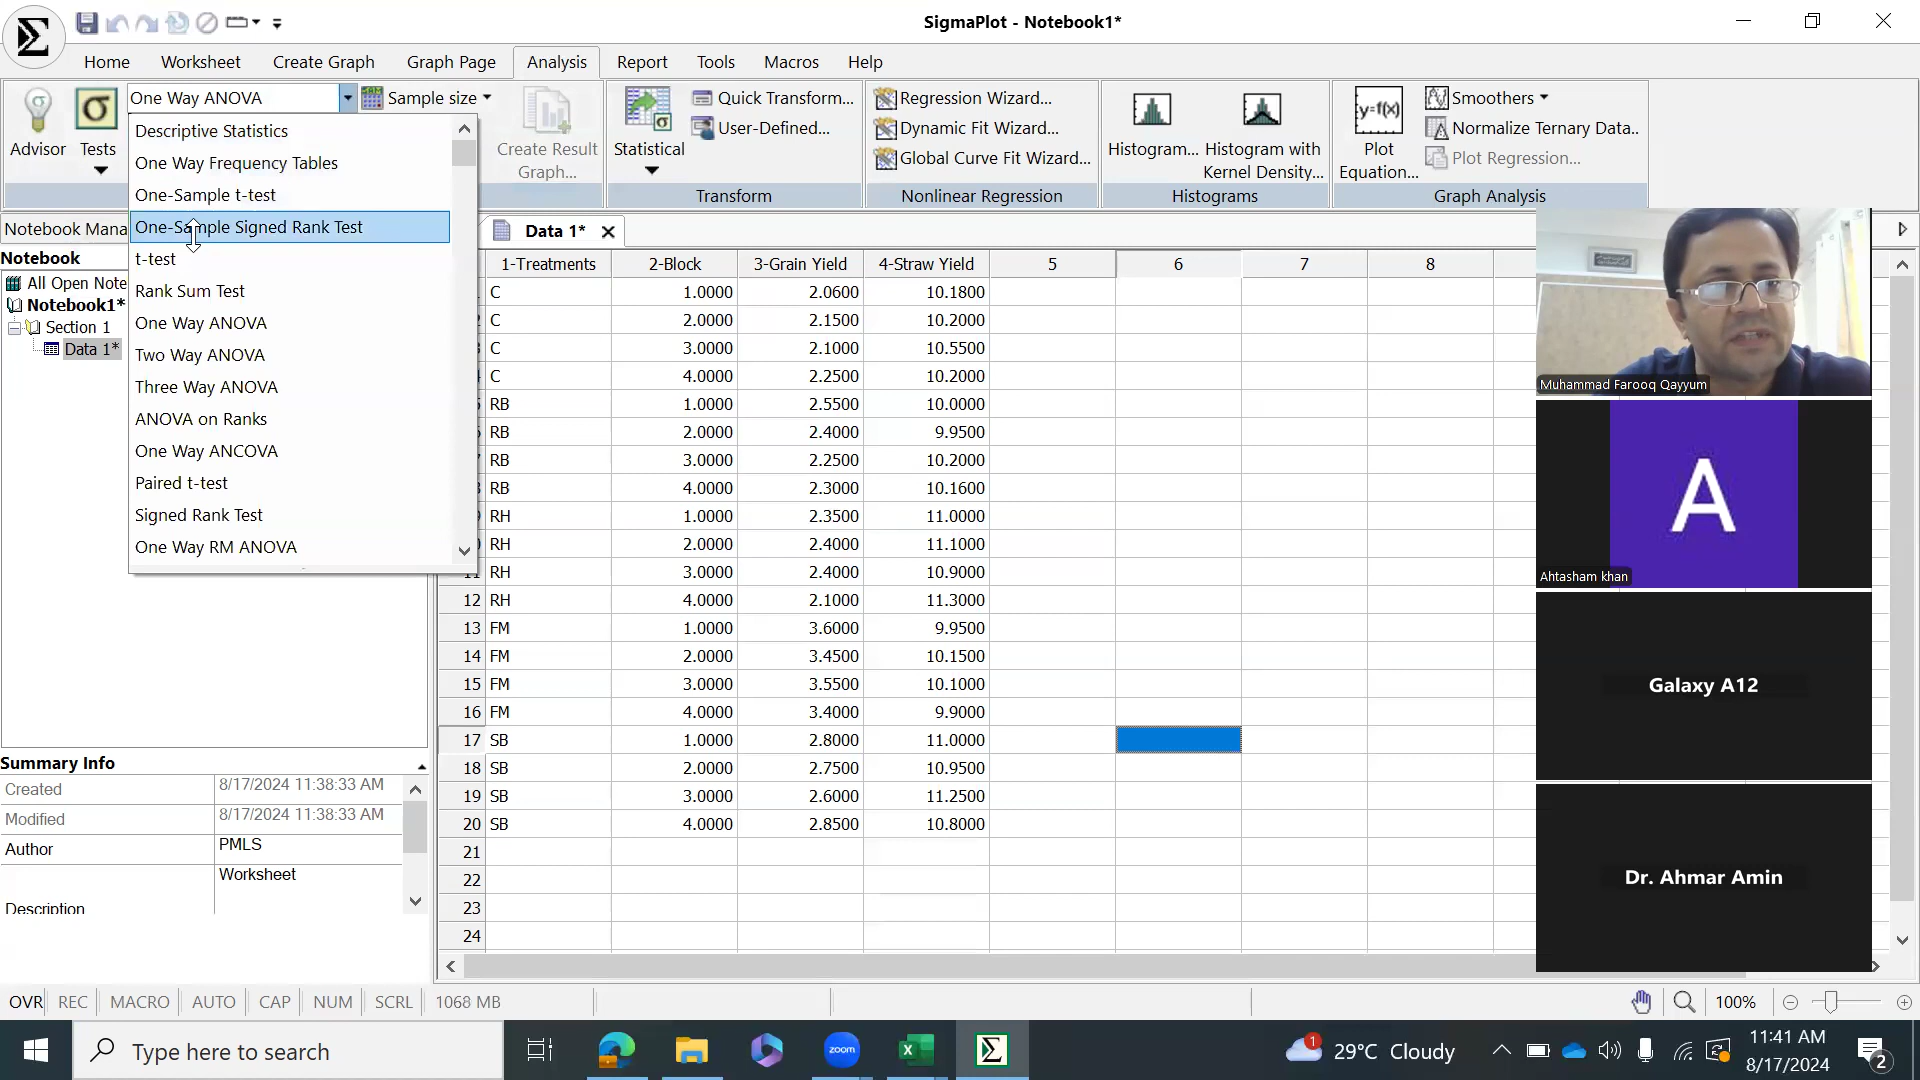 SigmaPlot - Notebook1*
Home Worksheet Create Graph Graph Page Analysis Report Tools Macros Help
One Way ANOVA
Sample size
Advisor
Tests
Create Result
Graph...
Statistical
Quick Transform...
User-Defined...
Transform
Regression Wizard...
Dynamic Fit Wizard...
Global Curve Fit Wizard...
Nonlinear Regression
Histogram...
Histogram with
Kernel Density...
Histograms
y=f(x)
Plot
Equation...
Smoothers
Normalize Ternary Data..
Plot Regression...
Graph Analysis
Descriptive Statistics
One Way Frequency Tables
One-Sample t-test
One-Sample Signed Rank Test
t-test
Rank Sum Test
One Way ANOVA
Two Way ANOVA
Three Way ANOVA
ANOVA on Ranks
One Way ANCOVA
Paired t-test
Signed Rank Test
One Way RM ANOVA
Notebook Mana
Notebook
All Open Note
Notebook1*
Section 1
Data 1*
Data 1*
1-Treatments 2-Block 3-Grain Yield 4-Straw Yield 5 6 7 8
C 1.0000 2.0600 10.1800
C 2.0000 2.1500 10.2000
C 3.0000 2.1000 10.5500
C 4.0000 2.2500 10.2000
RB 1.0000 2.5500 10.0000
RB 2.0000 2.4000 9.9500
RB 3.0000 2.2500 10.2000
RB 4.0000 2.3000 10.1600
RH 1.0000 2.3500 11.0000
RH 2.0000 2.4000 11.1000
RH 3.0000 2.4000 10.9000
12 RH 4.0000 2.1000 11.3000
13 FM 1.0000 3.6000 9.9500
14 FM 2.0000 3.4500 10.1500
15 FM 3.0000 3.5500 10.1000
16 FM 4.0000 3.4000 9.9000
17 SB 1.0000 2.8000 11.0000
18 SB 2.0000 2.7500 10.9500
19 SB 3.0000 2.6000 11.2500
20 SB 4.0000 2.8500 10.8000
21
22
23
24
Summary Info
Created 8/17/2024 11:38:33 AM
Modified 8/17/2024 11:38:33 AM
Author PMLS
Worksheet
Description
Muhammad Farooq Qayyum
A
Ahtasham khan
Galaxy A12
Dr. Ahmar Amin
OVR REC MACRO AUTO CAP NUM SCRL 1068 MB
100%
Type here to search
zoom
1
29°C Cloudy
11:41 AM
8/17/2024
2